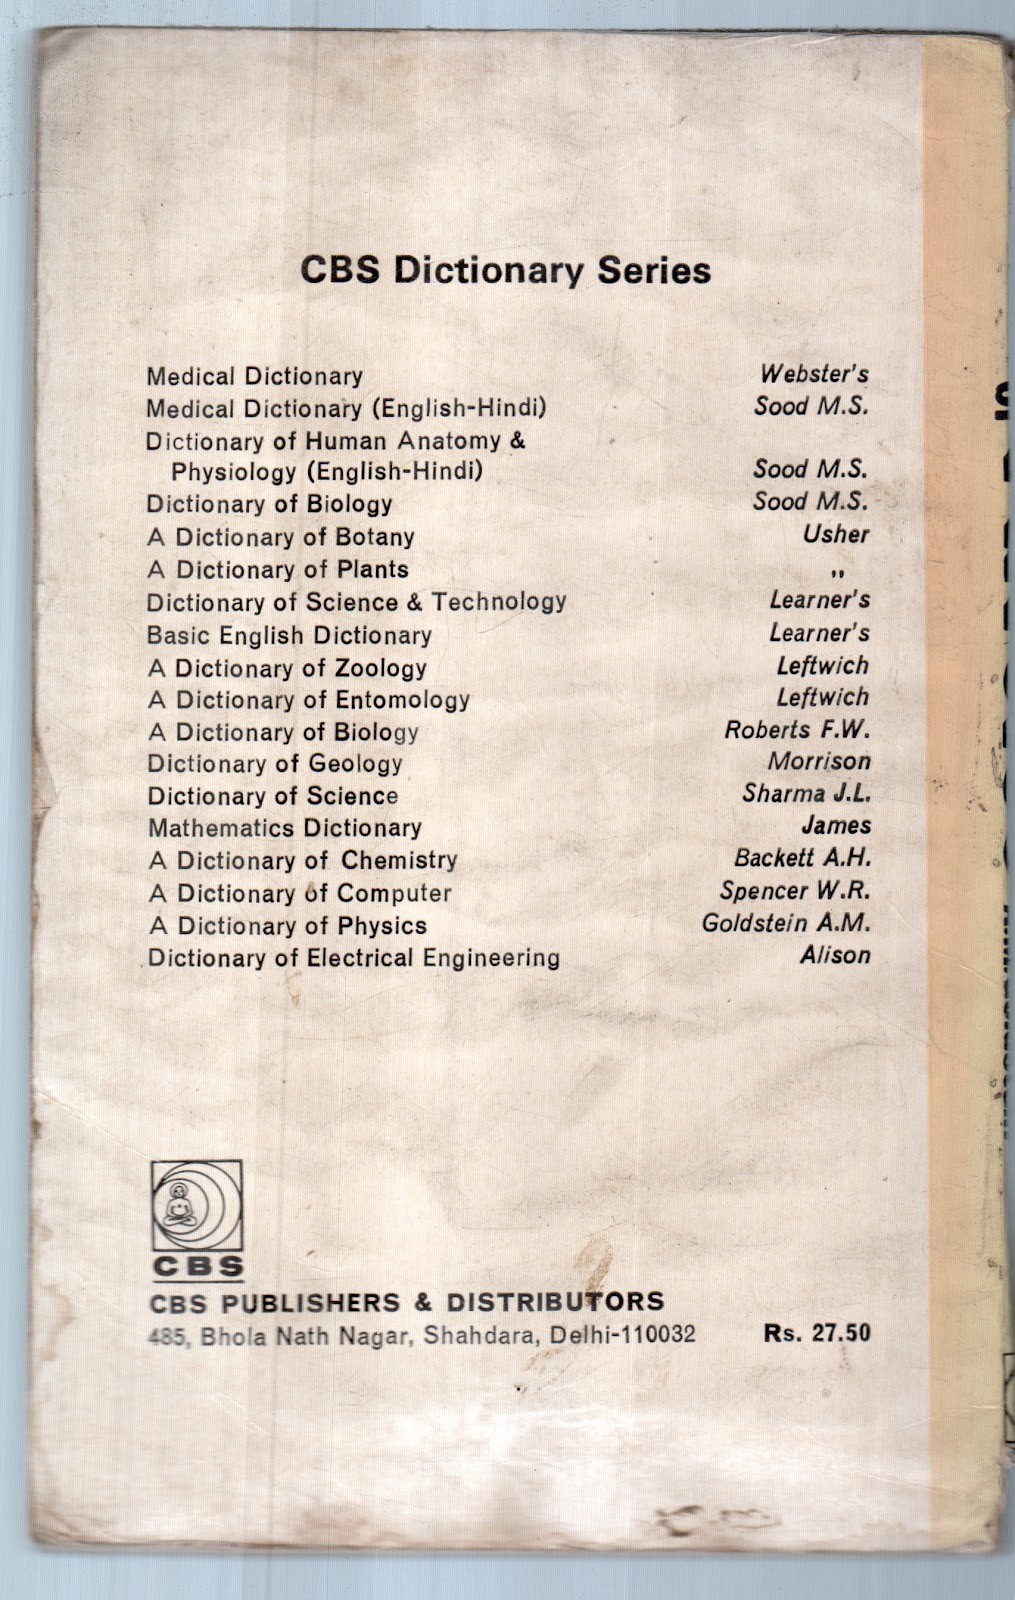 CBS Dictionary Series
Medical Dictionary Webster's
Medical Dictionary (English-Hindi) Sood M.S.
Dictionary of Human Anatomy &
Physiology (English-Hindi) Sood M.S.
Dictionary of Biology Sood M.S.
A Dictionary of Botany Usher
A Dictionary of Plants ,,
Dictionary of Science & Technology Learner's
Basic English Dictionary Learner's
A Dictionary of Zoology Leftwich
A Dictionary of Entomology Leftwich
A Dictionary of Biology Roberts F.W.
Dictionary of Geology Morrison
Dictionary of Science Sharma J.L.
Mathematics Dictionary James
A Dictionary of Chemistry Backett A.H.
A Dictionary of Computer Spencer W.R.
A Dictionary of Physics Goldstein A.M.
Dictionary of Electrical Engineering Alison
CBS
CBS PUBLISHERS & DISTRIBUTORS
485, Bhola Nath Nagar, Shahdara, Delhi-110032 Rs. 27.50